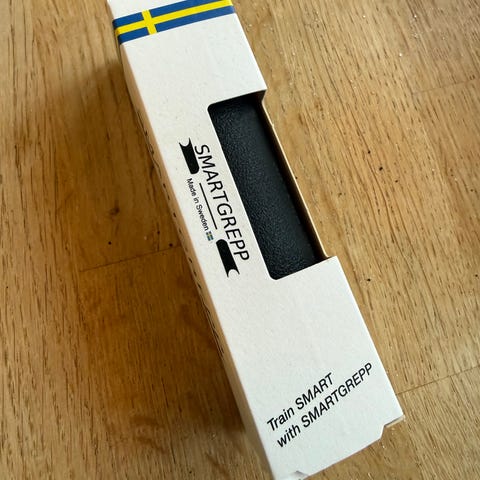 SMARTGREPP
Made in Sweden
Train SMART
with SMARTGREPP